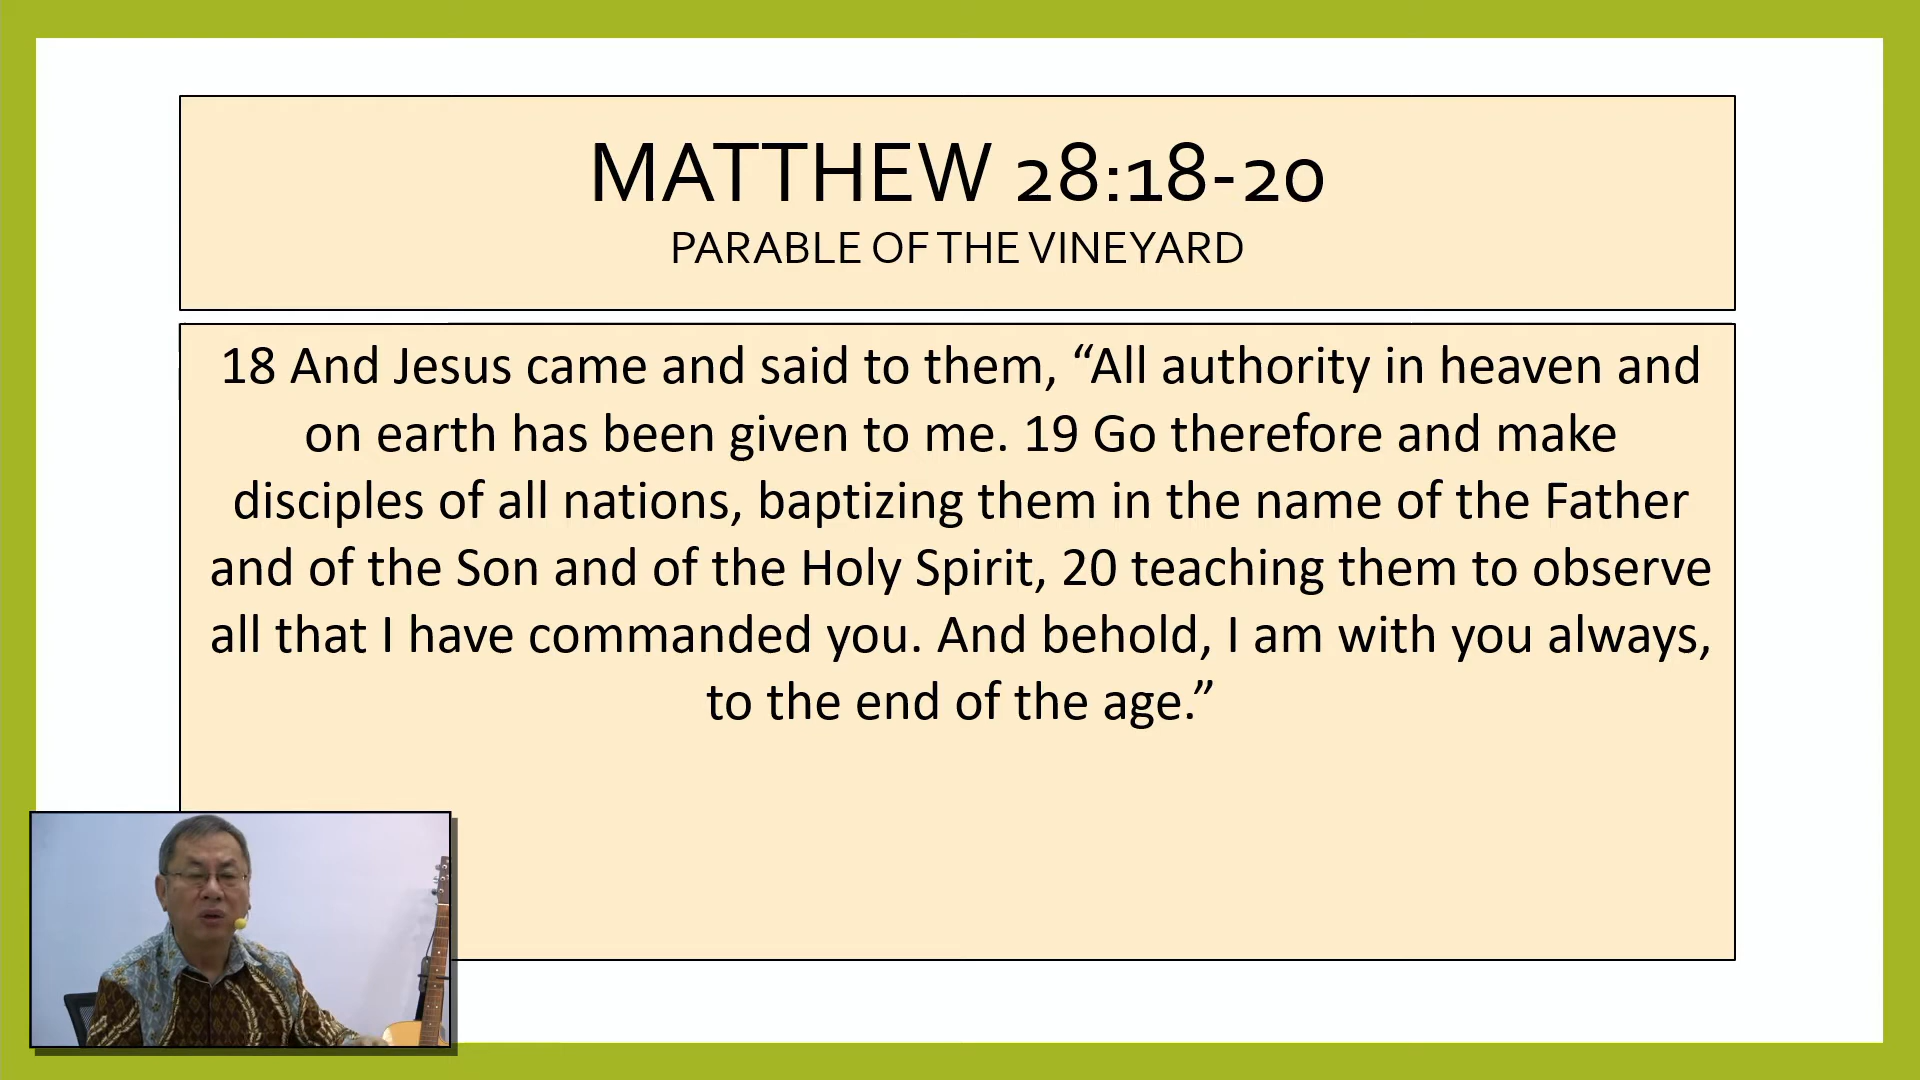 MATTHEW 28:18-20
PARABLE OF THE VINEYARD
18 And Jesus came and said to them, “All authority in heaven and
on earth has been given to me. 19 Go therefore and make
disciples of all nations, baptizing them in the name of the Father
and of the Son and of the Holy Spirit, 20 teaching them to observe
all that I have commanded you. And behold, I am with you always,
to the end of the age.”